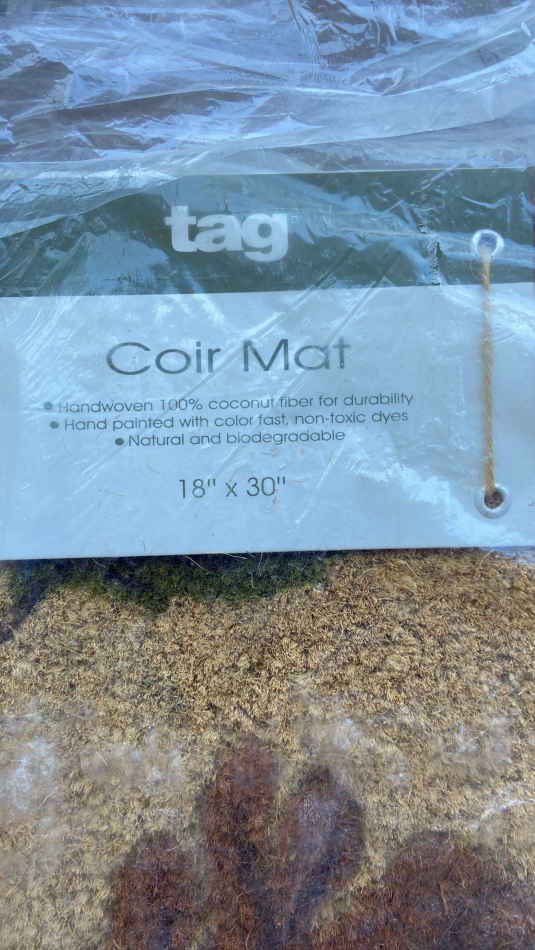 tag
Coir Mat
• Handwoven 100% coconut fiber for durability
• Hand painted with color fast, non-toxic dyes
• Natural and biodegradable
18" x 30"